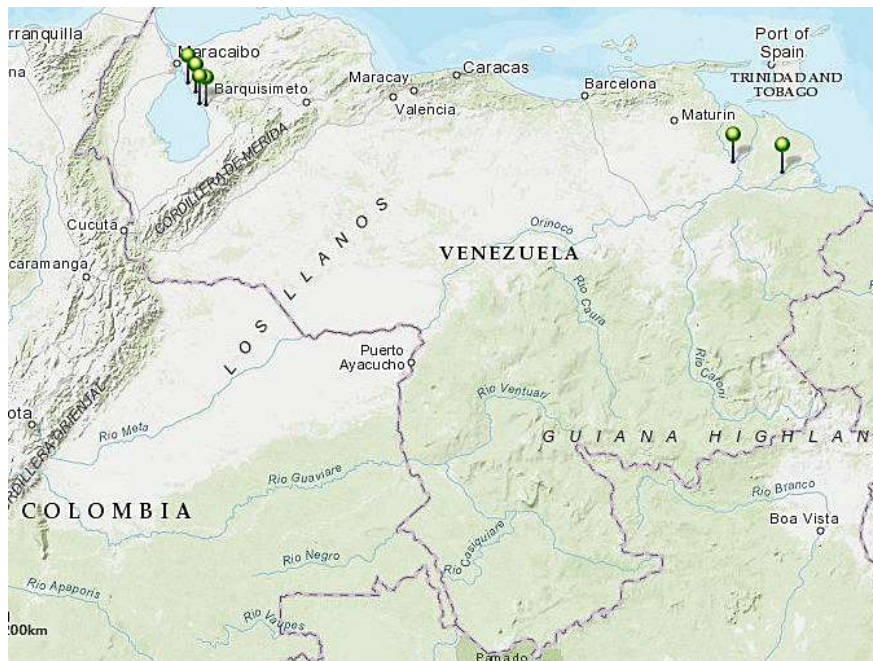 rranquilla
Maracaibo
Port of
Spain
TRINIDAD AND
TOBAGO
na
Barquisimeto
Maracay
Caracas
Valencia
Barcelona
Maturin
CORDILLERA DE MERIDA
Cucuta
Orinoco
VENEZUELA
caramanga
LOS LLANOS
Rio Caura
Puerto
Ayacucho
Rio Caroni
Rio Ventuari
ota
RDILLERA ORIENTAL
Rio Meta
GUIANA HIGHLAN
Rio Guaviare
Rio Branco
COLOMBIA
Boa Vista
Rio Casiquiare
Rio Negro
Rio Apaporis
Rio Vaupes
200km